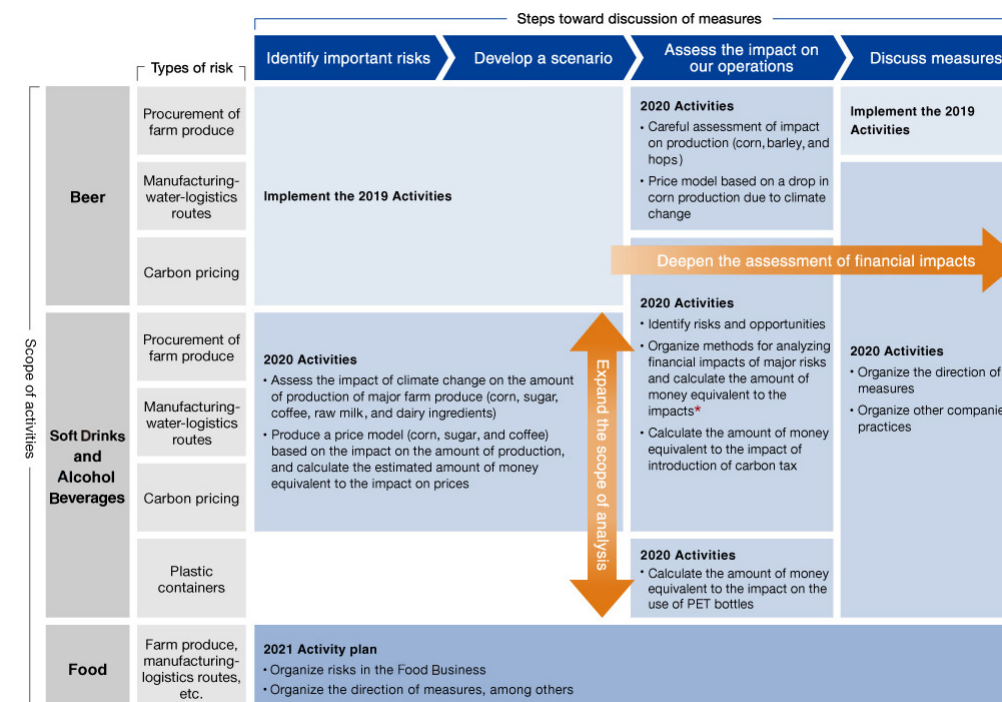 Steps toward discussion of measures
Types of risk
Identify important risks
Develop a scenario
Assess the impact on
our operations
Discuss measures
Scope of activities
Beer
Procurement of
farm produce
Manufacturing-
water-logistics
routes
Carbon pricing
Implement the 2019 Activities
2020 Activities
• Careful assessment of impact
on production (corn, barley, and
hops)
• Price model based on a drop in
corn production due to climate
change
Implement the 2019
Activities
Deepen the assessment of financial impacts
Soft Drinks
and
Alcohol
Beverages
Procurement of
farm produce
Manufacturing-
water-logistics
routes
Carbon pricing
Plastic
containers
2020 Activities
• Assess the impact of climate change on the amount
of production of major farm produce (corn, sugar,
coffee, raw milk, and dairy ingredients)
• Produce a price model (corn, sugar, and coffee)
based on the impact on the amount of production,
and calculate the estimated amount of money
equivalent to the impact on prices
Expand the scope of analysis
2020 Activities
• Identify risks and opportunities
• Organize methods for analyzing
financial impacts of major risks
and calculate the amount of
money equivalent to the
impacts*
• Calculate the amount of money
equivalent to the impact of
introduction of carbon tax
2020 Activities
• Calculate the amount of money
equivalent to the impact on the
use of PET bottles
2020 Activities
• Organize the direction of
measures
• Organize other companie
practices
Food
Farm produce,
manufacturing-
logistics routes,
etc.
2021 Activity plan
• Organize risks in the Food Business
• Organize the direction of measures, among others